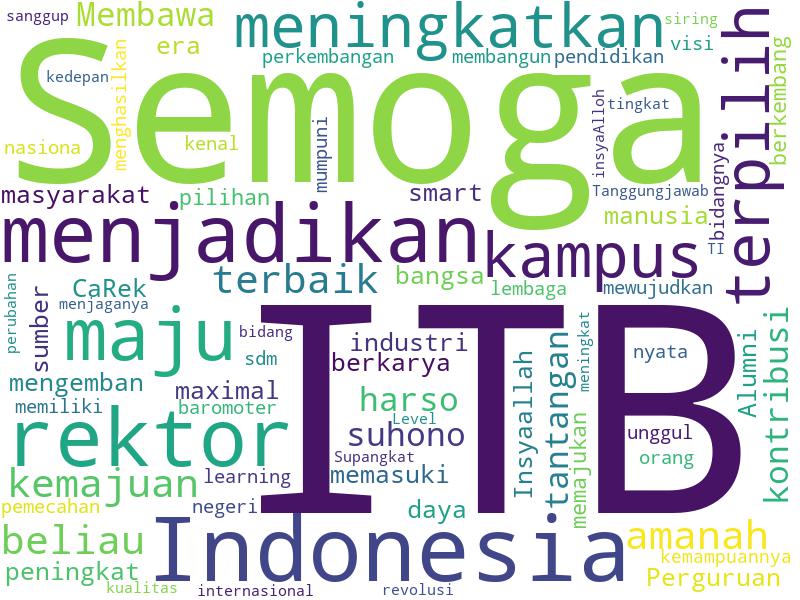 sanggup Membawa meningkatkan siring terpilih
era visi
perkembangan membangun pendidikan
berkembang
kedepan menghasilkan Semoga
insyaAlloh tingkat
nasiona kenal mumpuni
bidangnya
masyarakat pilihan smart Tanggungjawab
manusia
menjadikan kampus TI
perubahan terbaik bangsa
sumber CaRek lembaga mewujudkan
menjaganya
maju bidang ITB industri meningkat
sdm berkarya nyata
mengemban maximal Insyaallah tantangan Alumni kontribusi
memiliki baromoter harso
Level
rektor suhono memajukan unggul
Supangkat orang
kemajuan learning memasuki
pemecahan negeri daya
beliau Indonesia amanah
kemampuannya
peningkat Perguruan
kualitas internasional revolusi